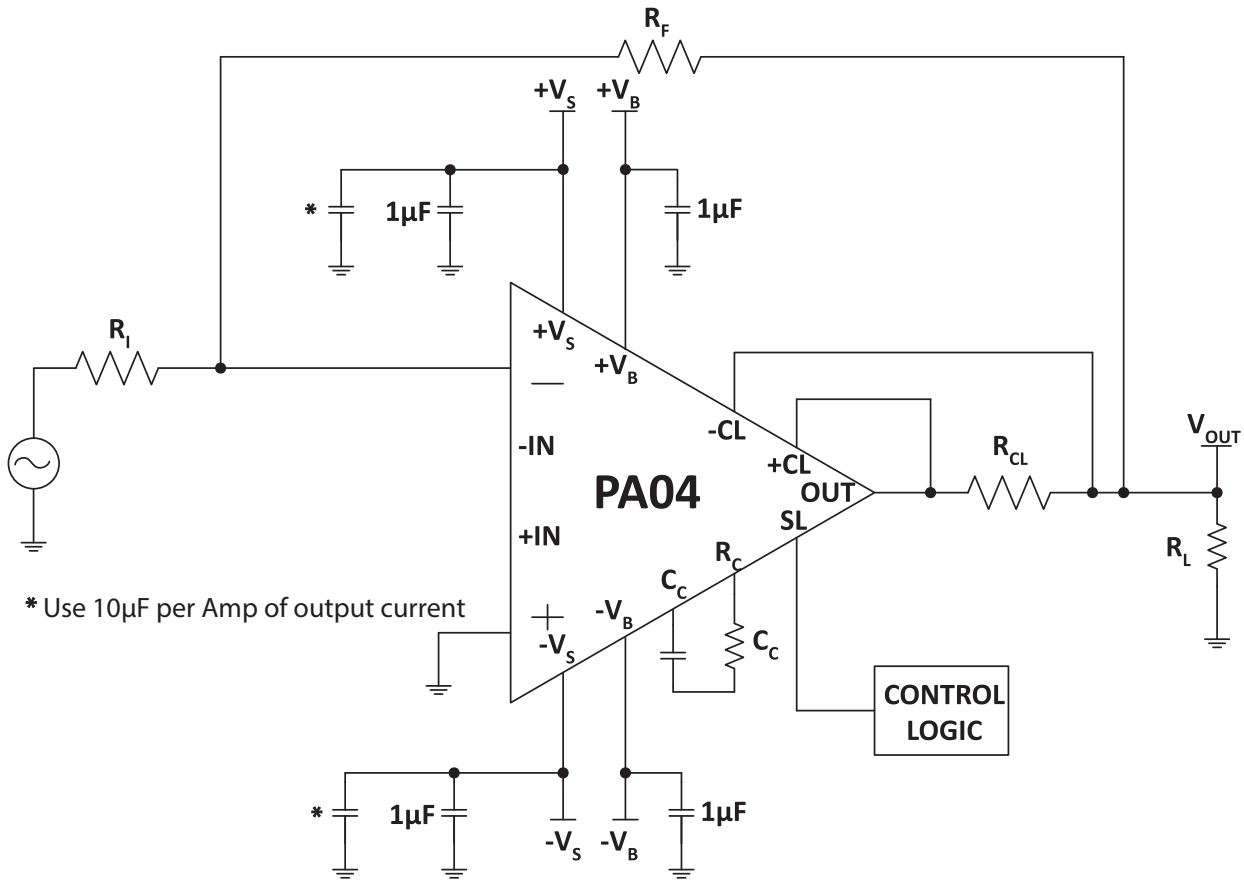 R_F
+V_S +V_B
* 1µF 1µF
R_I
+V_S
+V_B
-CL
+CL
R_CL
V_OUT
-IN
PA04
OUT
+IN
SL
R_L
R_C
C_C
* Use 10µF per Amp of output current
-V_B
-V_S
C_C
CONTROL
LOGIC
* 1µF 1µF
-V_S -V_B